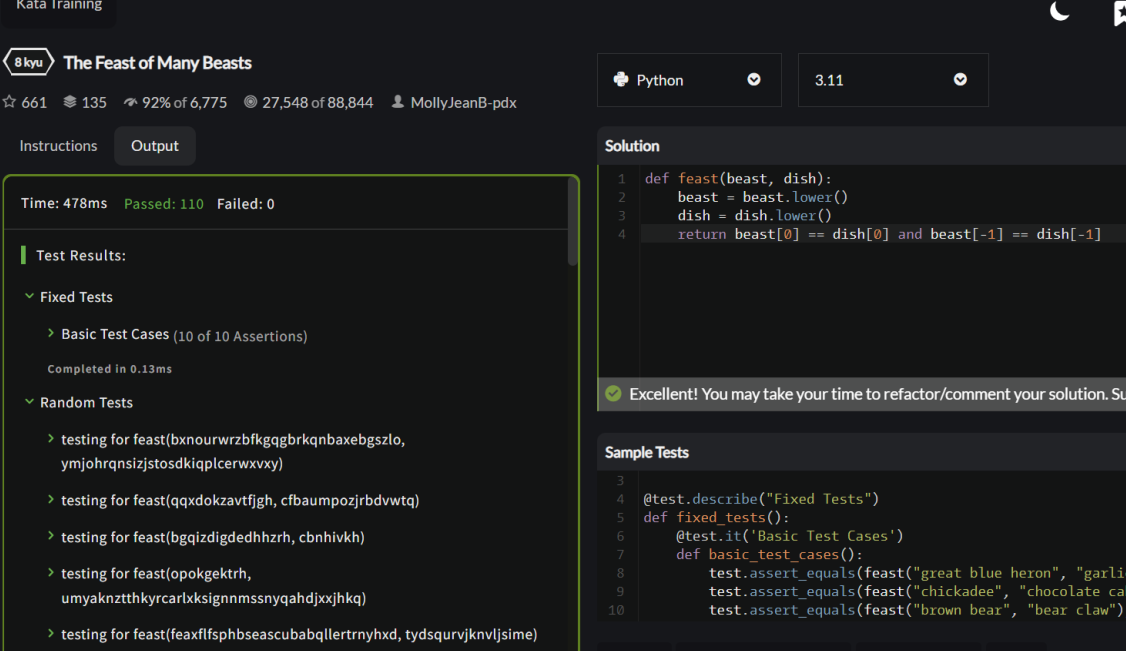 Kata Training
8 kyu The Feast of Many Beasts
661 135 92% of 6,775 27,548 of 88,844 MollyJeanB-pdx
Instructions Output
Time: 478ms Passed: 110 Failed: 0
Test Results:
Fixed Tests
Basic Test Cases (10 of 10 Assertions)
Completed in 0.13ms
Random Tests
testing for feast(bxnourwrzbfkgqgbrkqnbaxebgszlo,
ymjohrqnsizjstosdkiqplcerwxvxy)
testing for feast(qqxdokzavtfjgh, cfbaumpozjrbdvwtq)
testing for feast(bgqizdigdedhhzrh, cbnhivkh)
testing for feast(opokgektrh,
umyaknztthkyrcarlxksignnmssnyqahdjxxjhkq)
testing for feast(feaxflfsphbseascubabqllertrnyhxd, tydsqurvjknvljsime)
Python 3.11
Solution
1 def feast(beast, dish):
2 beast = beast.lower()
3 dish = dish.lower()
4 return beast[0] == dish[0] and beast[-1] == dish[-1]
Excellent! You may take your time to refactor/comment your solution. Su
Sample Tests
3
4 @test.describe("Fixed Tests")
5 def fixed_tests():
6 @test.it('Basic Test Cases')
7 def basic_test_cases():
8 test.assert_equals(feast("great blue heron", "garli
9 test.assert_equals(feast("chickadee", "chocolate ca
10 test.assert_equals(feast("brown bear", "bear claw")